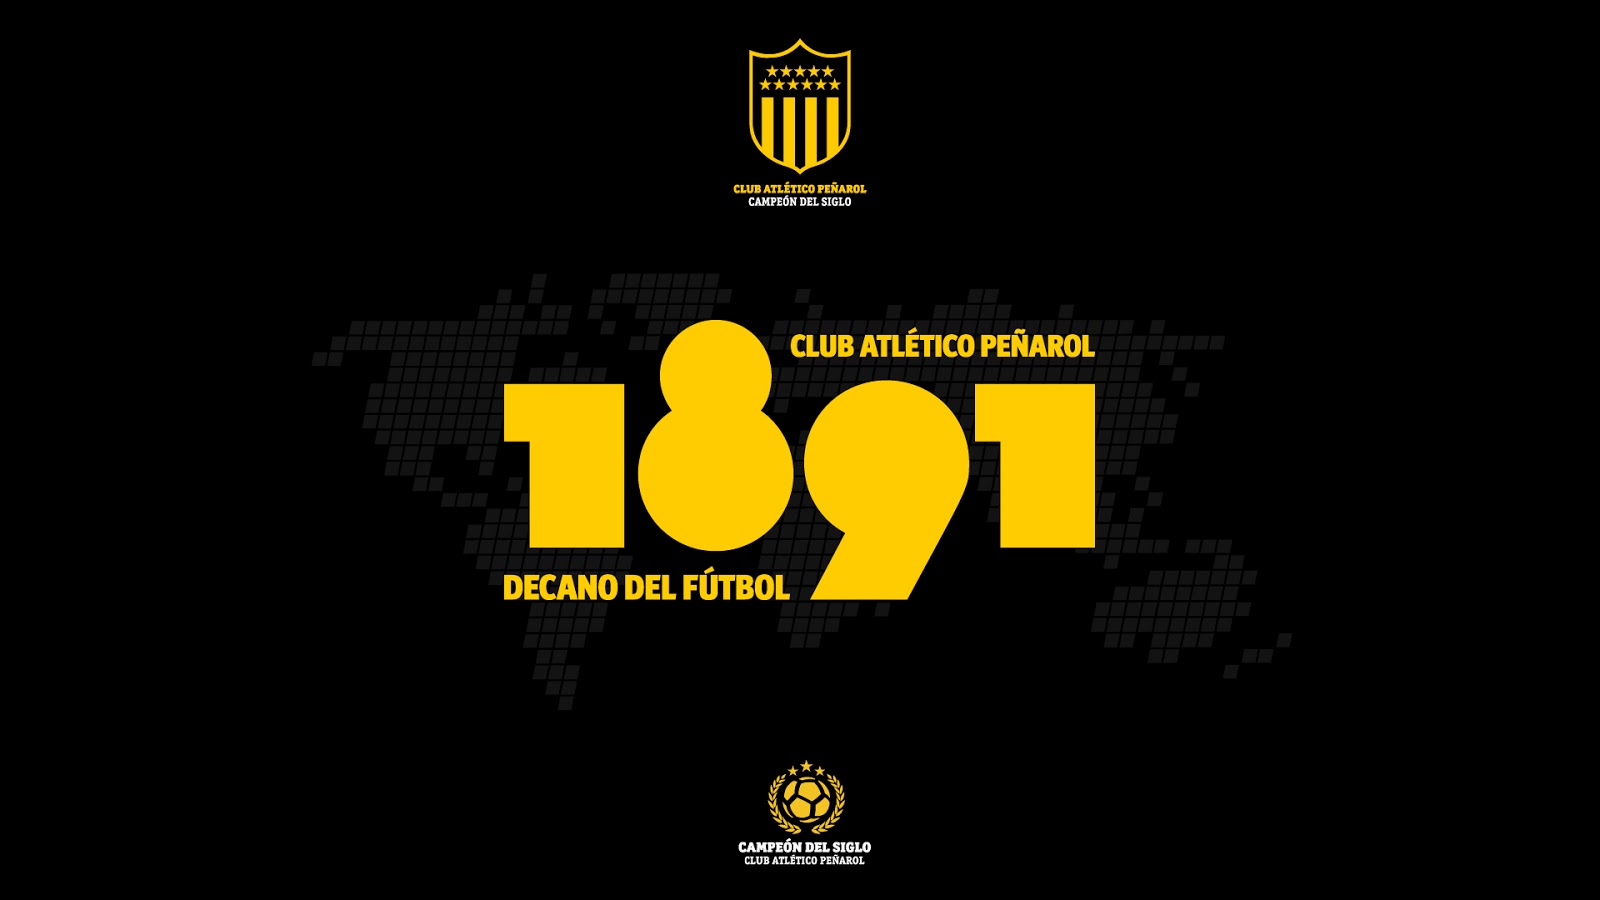 CLUB ATLÉTICO PEÑAROL
CAMPEÓN DEL SIGLO
CLUB ATLÉTICO PEÑAROL
1891
DECANO DEL FÚTBOL
CAMPEÓN DEL SIGLO
CLUB ATLÉTICO PEÑAROL